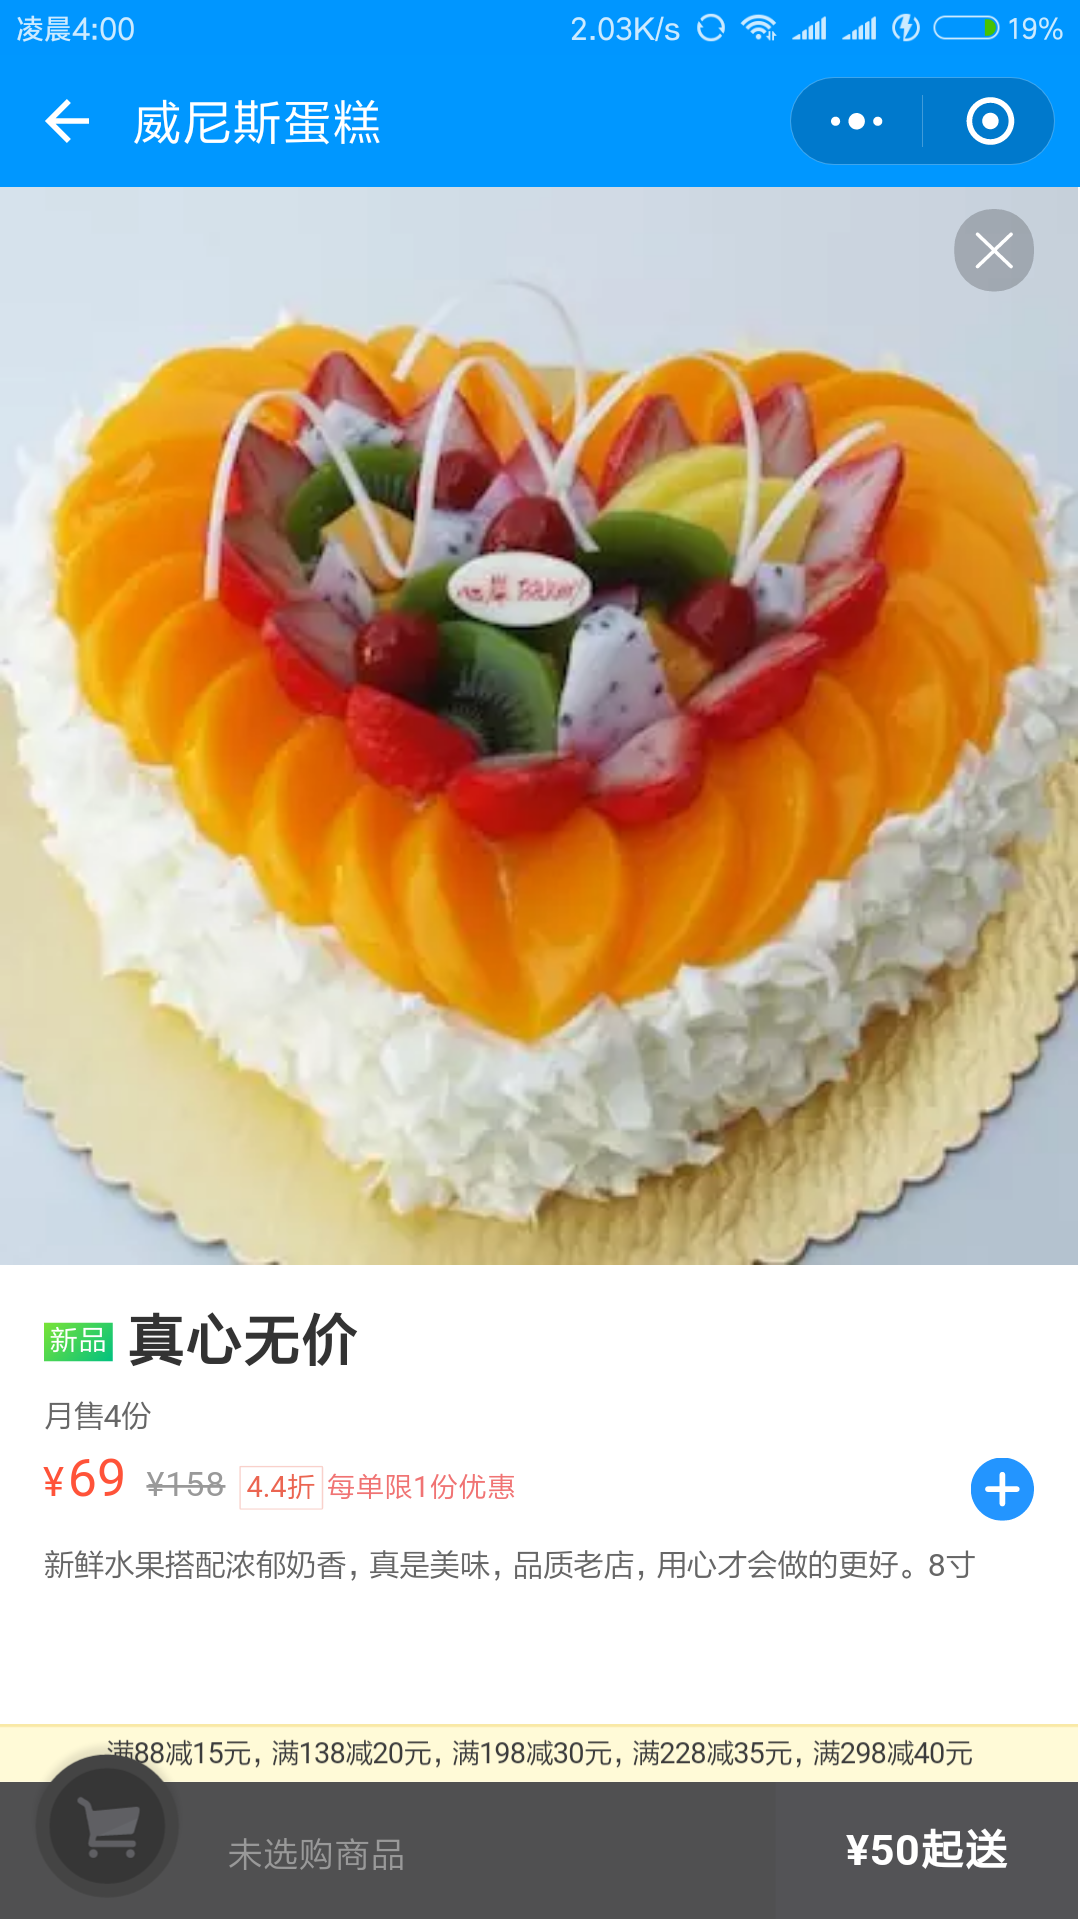 凌晨4:00 2.03K/s 19%
威尼斯蛋糕
BAKERY
新品 真心无价
月售4份
¥69 ¥158 4.4折 每单限1份优惠
新鲜水果搭配浓郁奶香，真是美味，品质老店，用心才会做的更好。8寸
满88减15元，满138减20元，满198减30元，满228减35元，满298减40元
未选购商品 ¥50起送